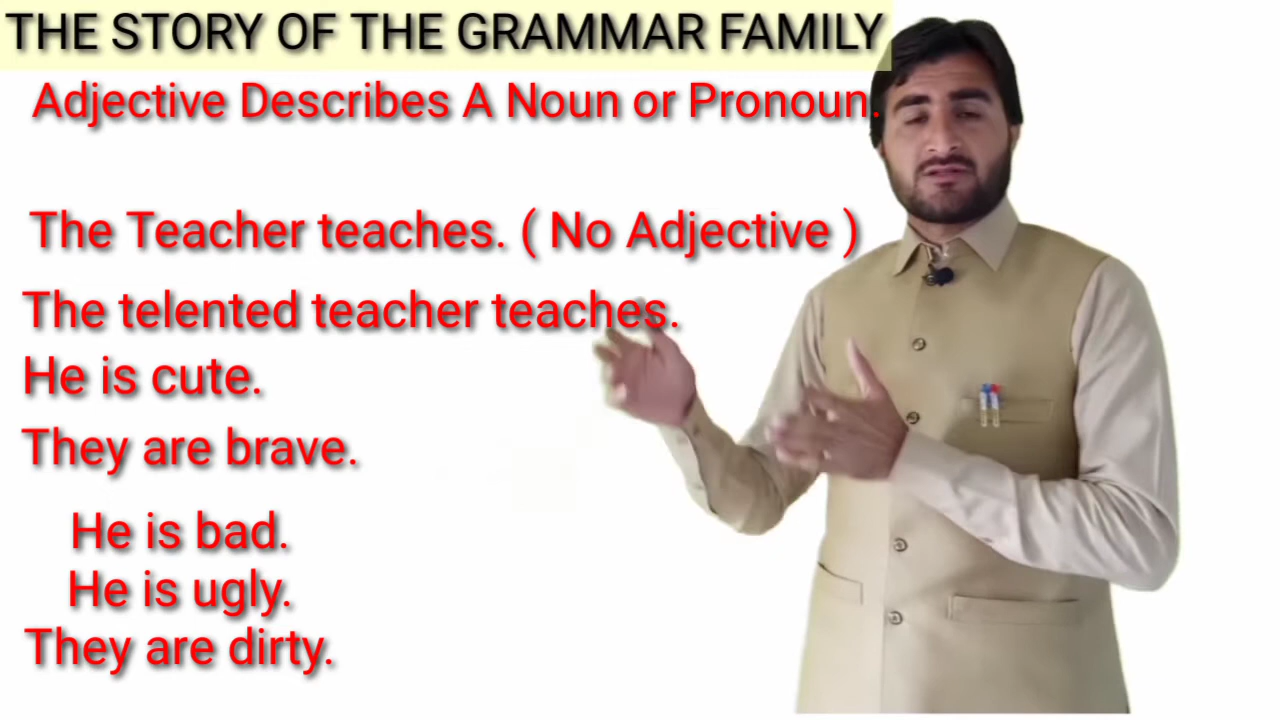 THE STORY OF THE GRAMMAR FAMILY
Adjective Describes A Noun or Pronoun.
The Teacher teaches. ( No Adjective )
The telented teacher teaches.
He is cute.
They are brave.
He is bad.
He is ugly.
They are dirty.